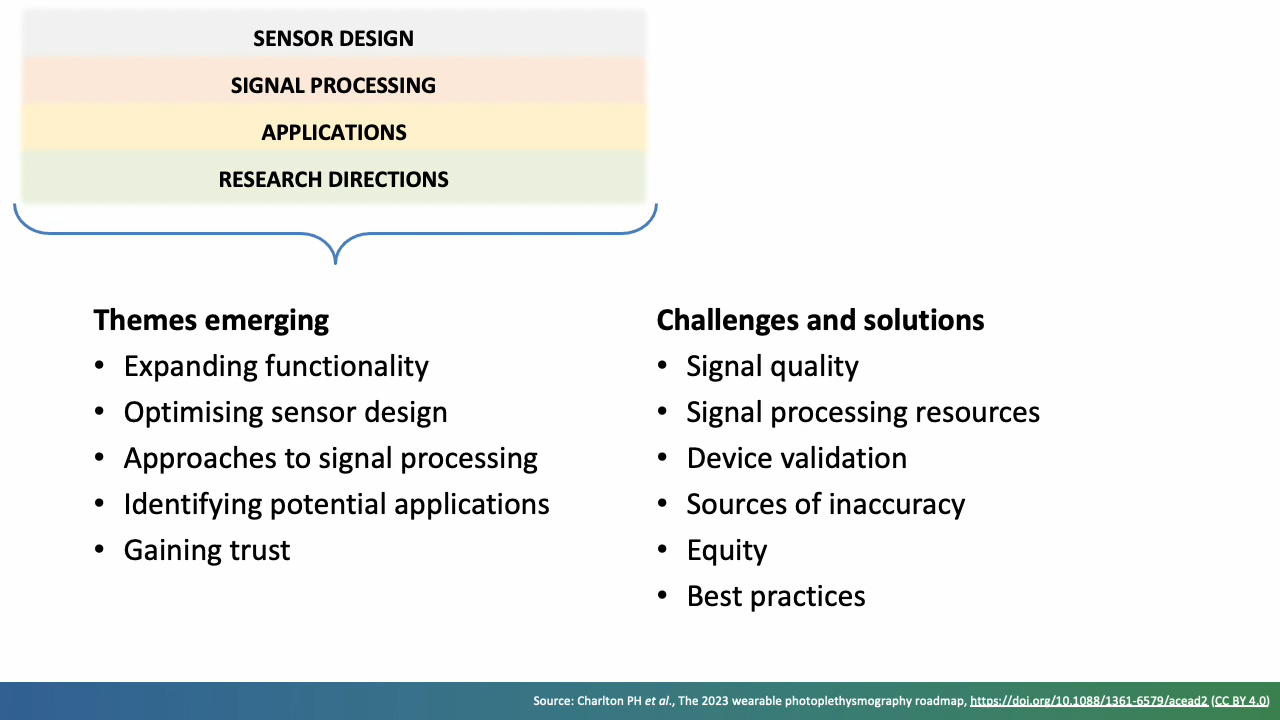 SENSOR DESIGN
SIGNAL PROCESSING
APPLICATIONS
RESEARCH DIRECTIONS
Themes emerging
• Expanding functionality
• Optimising sensor design
• Approaches to signal processing
• Identifying potential applications
• Gaining trust
Challenges and solutions
• Signal quality
• Signal processing resources
• Device validation
• Sources of inaccuracy
• Equity
• Best practices
Source: Charlton PH et al., The 2023 wearable photoplethysmography roadmap, https://doi.org/10.1088/1361-6579/acead2 (CC BY 4.0)